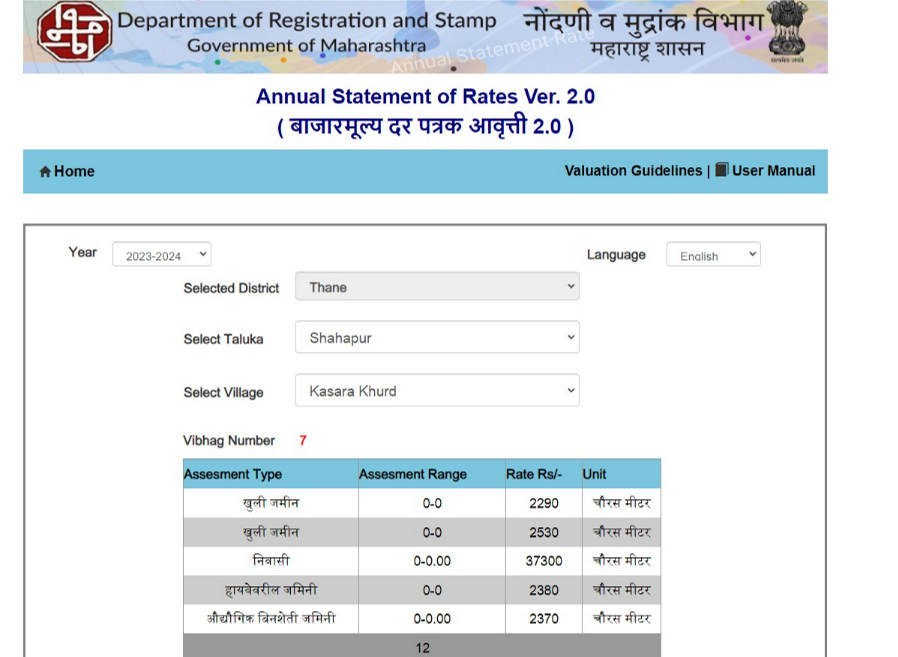 Department of Registration and Stamp नोंदणी व मुद्रांक विभाग
Government of Maharashtra महाराष्ट्र शासन
Annual Statement Rate
Annual Statement of Rates Ver. 2.0
( बाजारमूल्य दर पत्रक आवृत्ती 2.0 )
Home Valuation Guidelines | User Manual
Year 2023-2024 Language English
Selected District Thane
Select Taluka Shahapur
Select Village Kasara Khurd
Vibhag Number 7
Assesment Type Assesment Range Rate Rs/- Unit
खुली जमीन 0-0 2290 चौरस मीटर
खुली जमीन 0-0 2530 चौरस मीटर
निवासी 0-0.00 37300 चौरस मीटर
हायवेवरील जमिनी 0-0 2380 चौरस मीटर
औद्यौगिक बिनशेती जमिनी 0-0.00 2370 चौरस मीटर
12